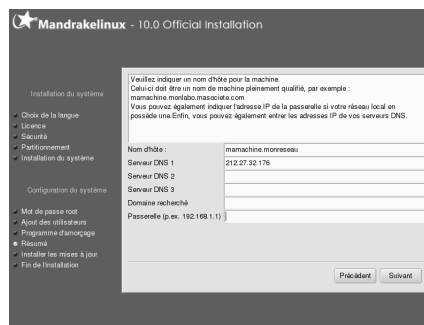 Mandrakelinux - 10.0 Official Installation
Installation du système
Choix de la langue
Licence
Sécurité
Partitionnement
Installation du système
Configuration du système
Mot de passe root
Ajout des utilisateurs
Programme d'amorçage
Résumé
Installer les mises à jour
Fin de l'installation
Veuillez indiquer un nom d'hôte pour la machine.
Celui-ci doit être un nom de machine pleinement qualifié, par exemple :
mamachine.monlabo.masociete.com
Vous pouvez également indiquer l'adresse IP de la passerelle si votre réseau local en
possède une.Enfin, vous pouvez également entrer les adresses IP de vos serveurs DNS.
Nom d'hôte : mamachine.monreseau
Serveur DNS 1 212.27.32.176
Serveur DNS 2
Serveur DNS 3
Domaine recherché
Passerelle (p.ex. 192.168.1.1)
Précédent Suivant